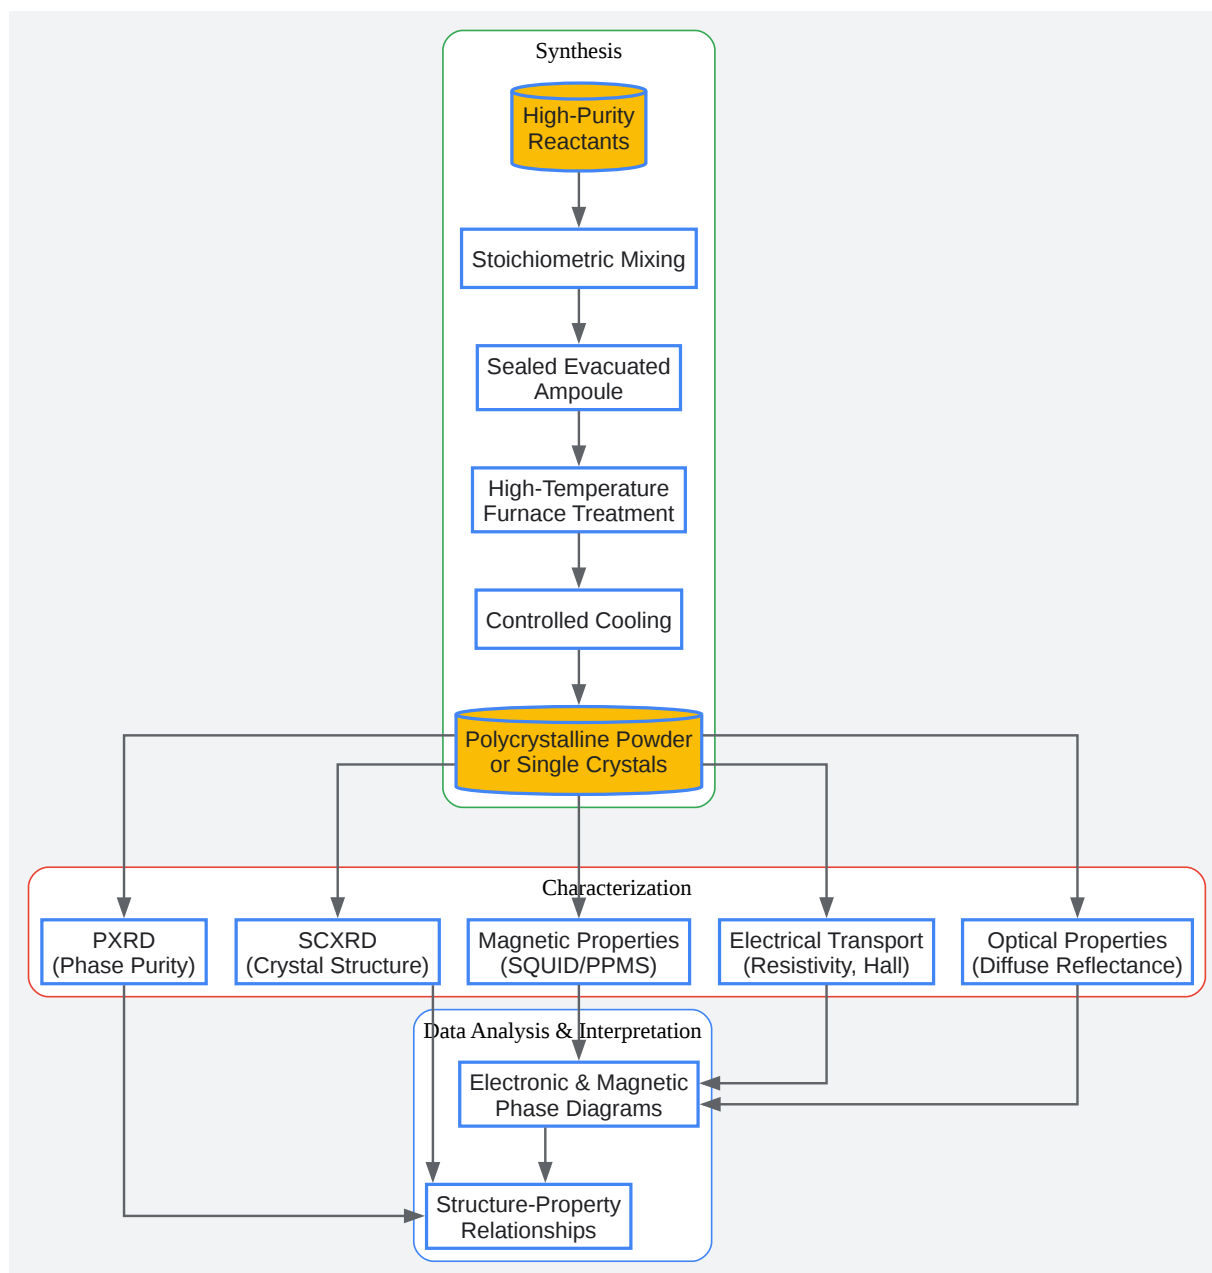 Synthesis
High-Purity
Reactants
Stoichiometric Mixing
Sealed Evacuated
Ampoule
High-Temperature
Furnace Treatment
Controlled Cooling
Polycrystalline Powder
or Single Crystals
Characterization
PXRD
(Phase Purity)
SCXRD
(Crystal Structure)
Magnetic Properties
(SQUID/PPMS)
Electrical Transport
(Resistivity, Hall)
Optical Properties
(Diffuse Reflectance)
Data Analysis & Interpretation
Electronic & Magnetic
Phase Diagrams
Structure-Property
Relationships